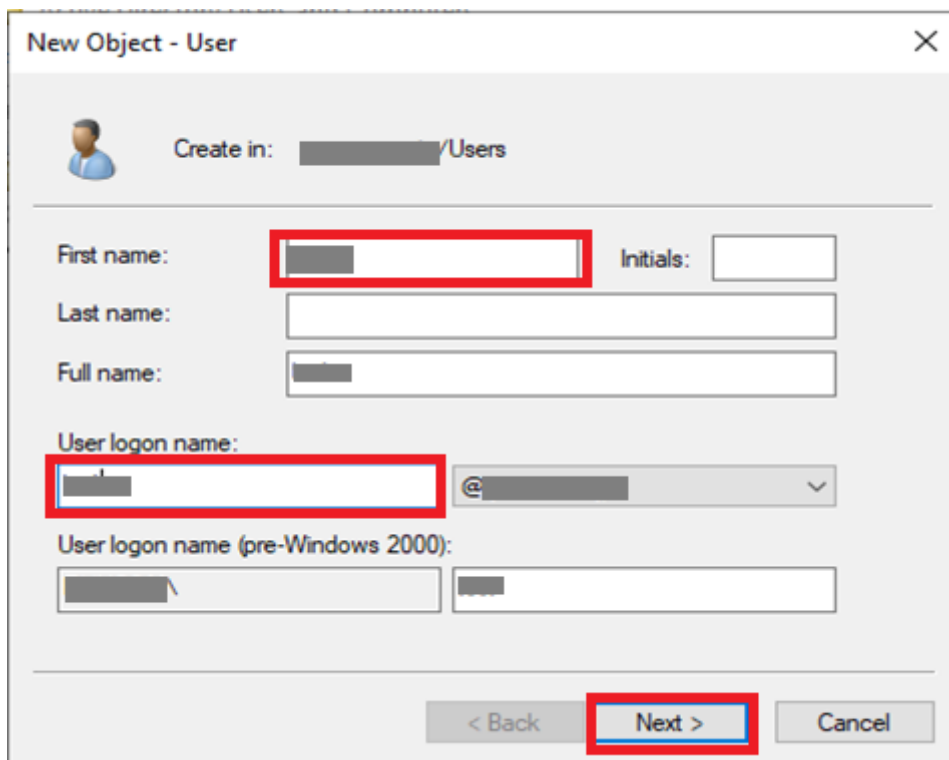 New Object - User
Create in: /Users
First name: Initials:
Last name:
Full name:
User logon name:
@
User logon name (pre-Windows 2000):
\
< Back Next > Cancel